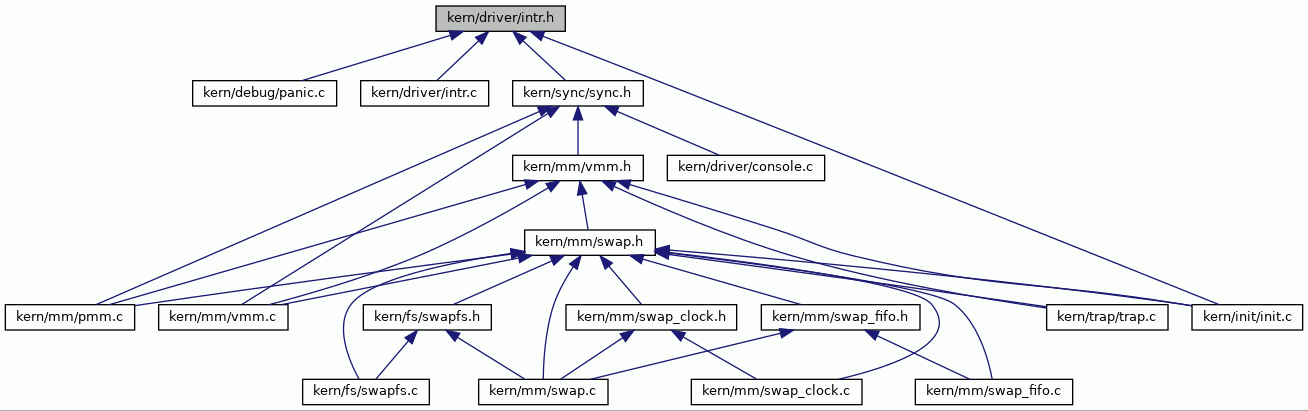 kern/driver/intr.h
kern/debug/panic.c
kern/driver/intr.c
kern/sync/sync.h
kern/mm/vmm.h
kern/driver/console.c
kern/mm/swap.h
kern/mm/pmm.c
kern/mm/vmm.c
kern/fs/swapfs.h
kern/mm/swap_clock.h
kern/mm/swap_fifo.h
kern/trap/trap.c
kern/init/init.c
kern/fs/swapfs.c
kern/mm/swap.c
kern/mm/swap_clock.c
kern/mm/swap_fifo.c